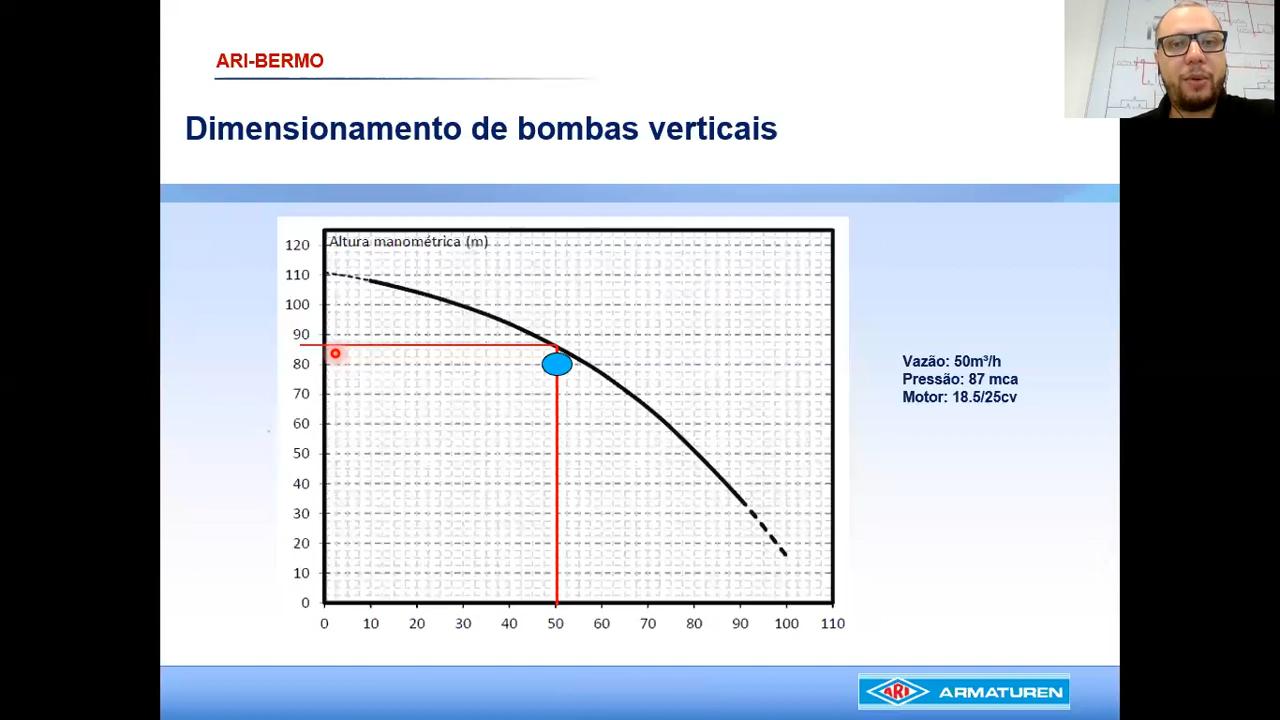 ARI-BERMO
Dimensionamento de bombas verticais
Altura manométrica (m)
120
110
100
90
80
70
60
50
40
30
20
10
0
0 10 20 30 40 50 60 70 80 90 100 110
Vazão: 50m³/h
Pressão: 87 mca
Motor: 18.5/25cv
ARI ARMATUREN